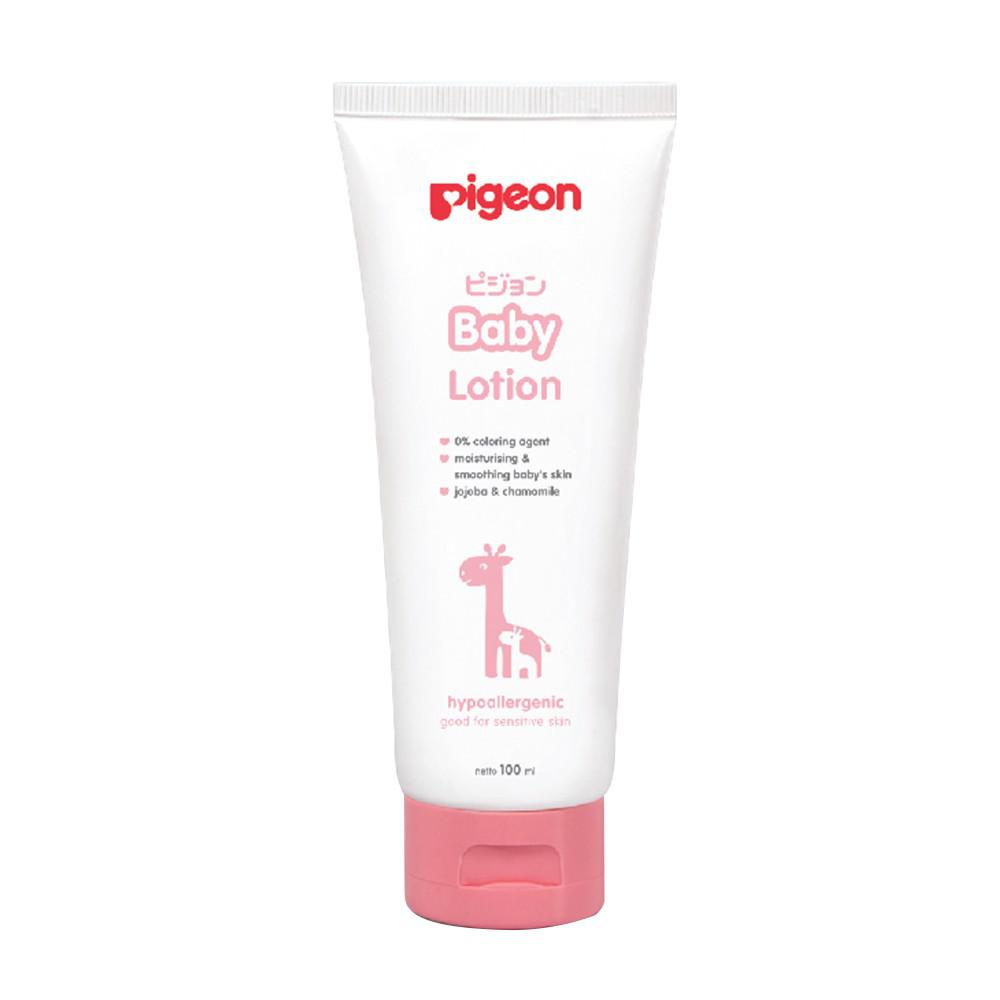 pigeon
ピジョン
Baby
Lotion
0% coloring agent
moisturising &
smoothing baby's skin
jojoba & chamomile
hypoallergenic
good for sensitive skin
netto 100 ml